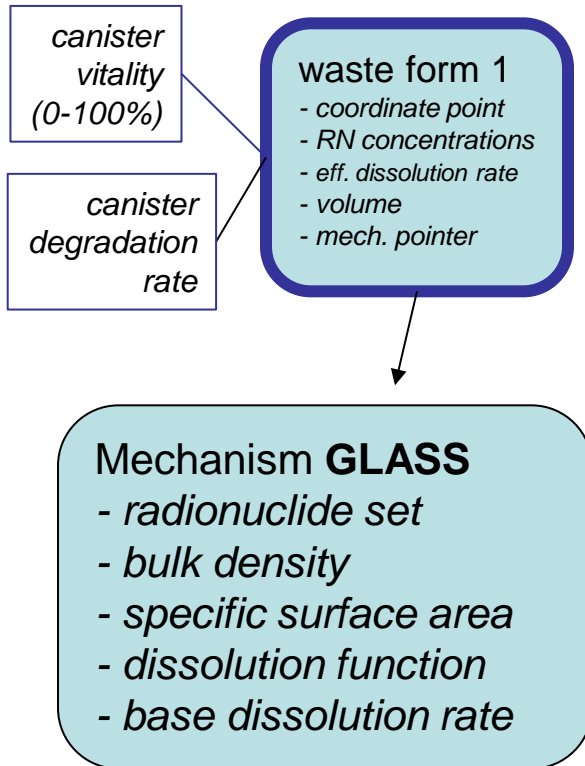 canister
vitality
(0-100%)
canister
degradation
rate
waste form 1
- coordinate point
- RN concentrations
- eff. dissolution rate
- volume
- mech. pointer
Mechanism GLASS
- radionuclide set
- bulk density
- specific surface area
- dissolution function
- base dissolution rate